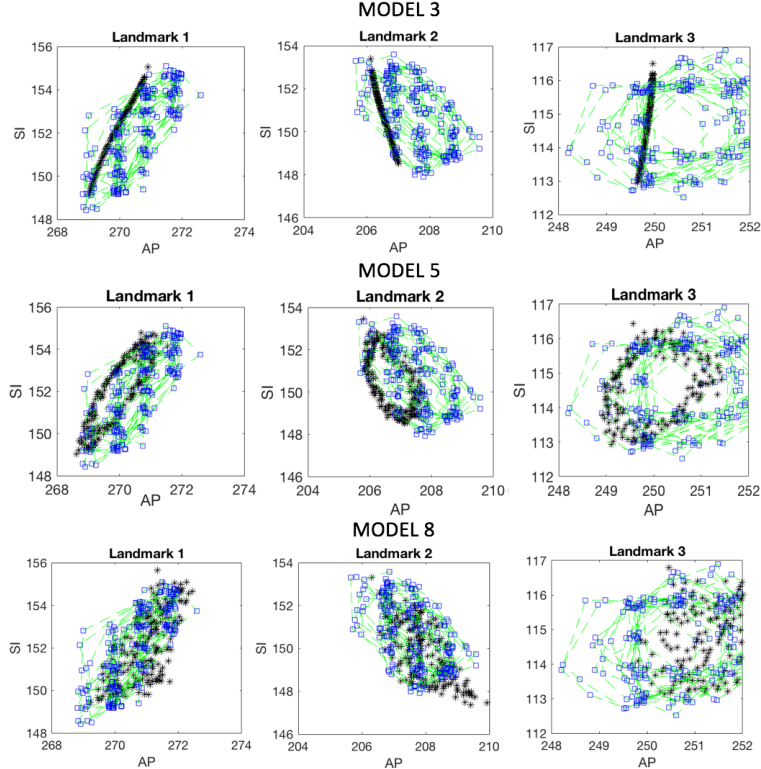 MODEL 3
Landmark 1 Landmark 2 Landmark 3
156 154 152 150 148
SI
268 270 272 274
AP
154 152 150 148 146
SI
204 206 208 210
AP
117 116 115 114 113 112
SI
248 249 250 251 252
AP
MODEL 5
Landmark 1 Landmark 2 Landmark 3
156 154 152 150 148
SI
268 270 272 274
AP
154 152 150 148 146
SI
204 206 208 210
AP
117 116 115 114 113 112
SI
248 249 250 251 252
AP
MODEL 8
Landmark 1 Landmark 2 Landmark 3
156 154 152 150 148
SI
268 270 272 274
AP
154 152 150 148 146
SI
204 206 208 210
AP
117 116 115 114 113 112
SI
248 249 250 251 252
AP